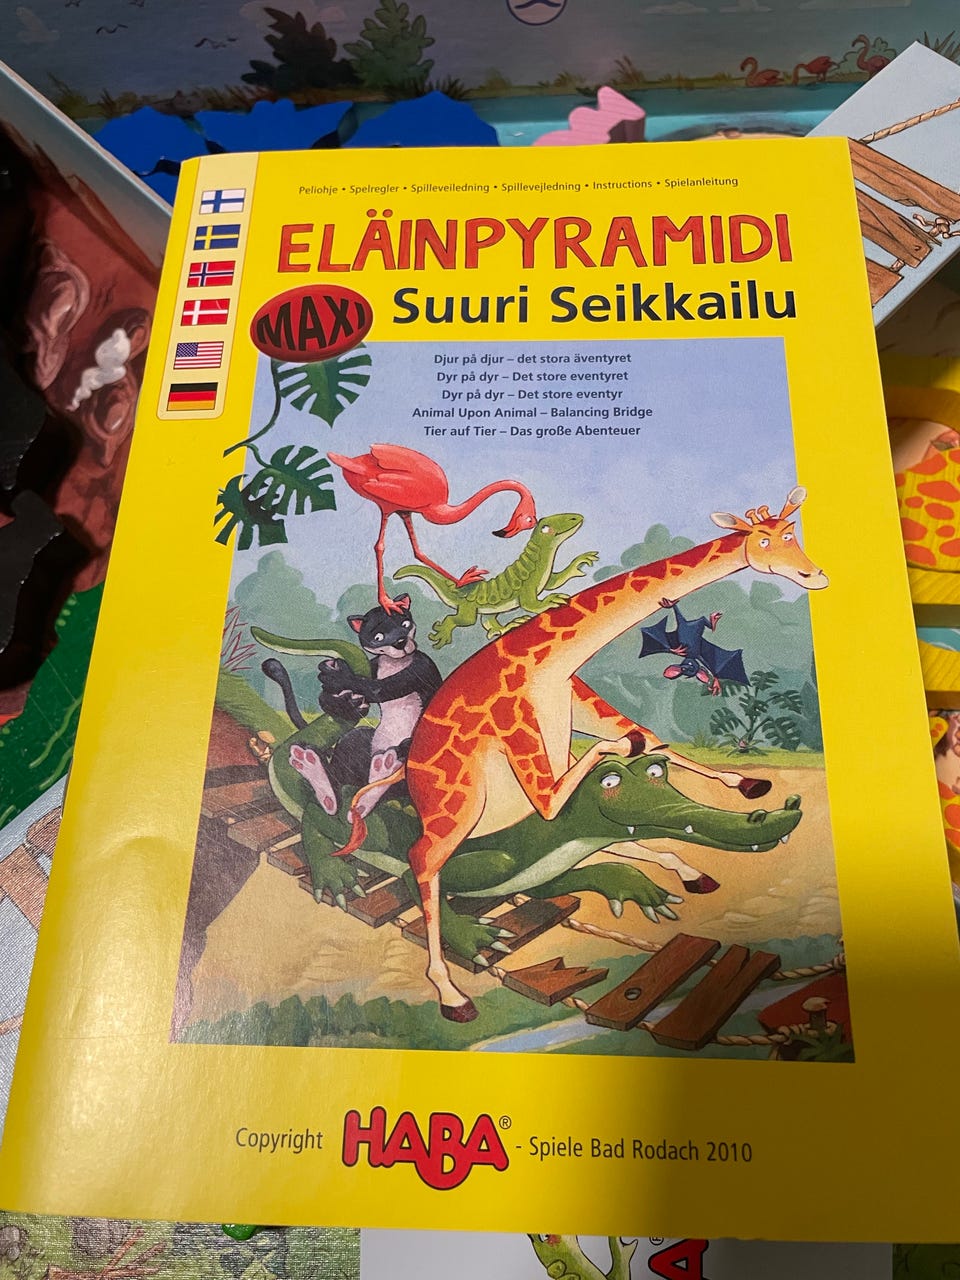 Peliohje • Spelregler • Spilleveiledning • Spillevejledning • Instructions • Spielanleitung
ELÄINPYRAMIDI
MAXI Suuri Seikkailu
Djur på djur – det stora äventyret
Dyr på dyr – Det store eventyret
Dyr på dyr – Det store eventyr
Animal Upon Animal – Balancing Bridge
Tier auf Tier – Das große Abenteuer
Copyright HABA® - Spiele Bad Rodach 2010